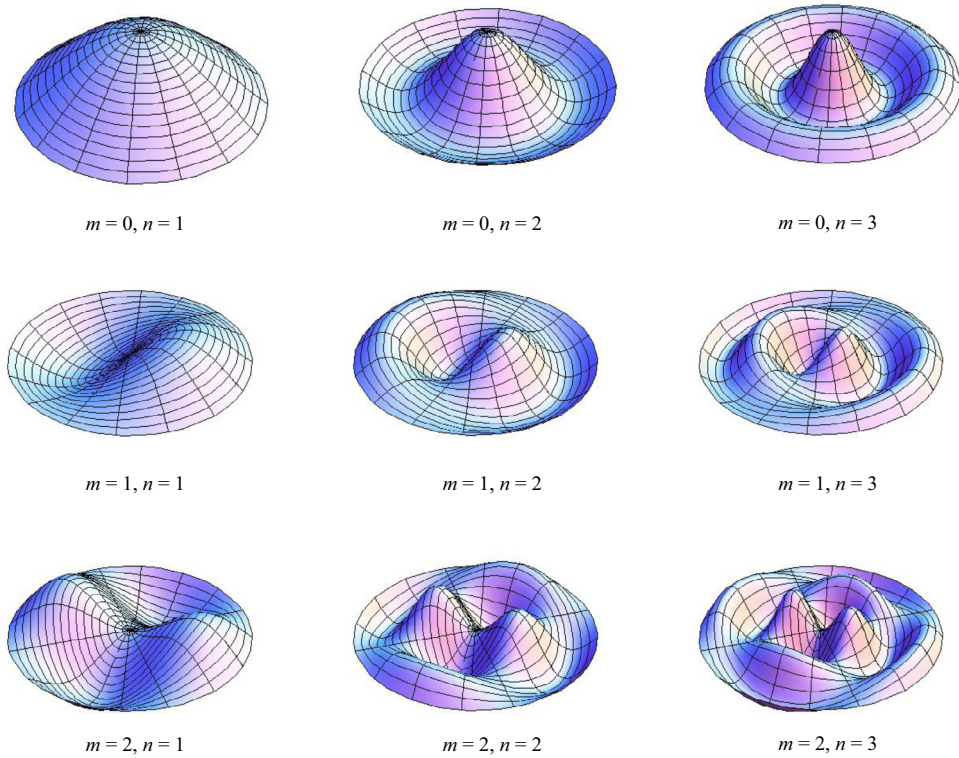 m = 0, n = 1
m = 0, n = 2
m = 0, n = 3
m = 1, n = 1
m = 1, n = 2
m = 1, n = 3
m = 2, n = 1
m = 2, n = 2
m = 2, n = 3